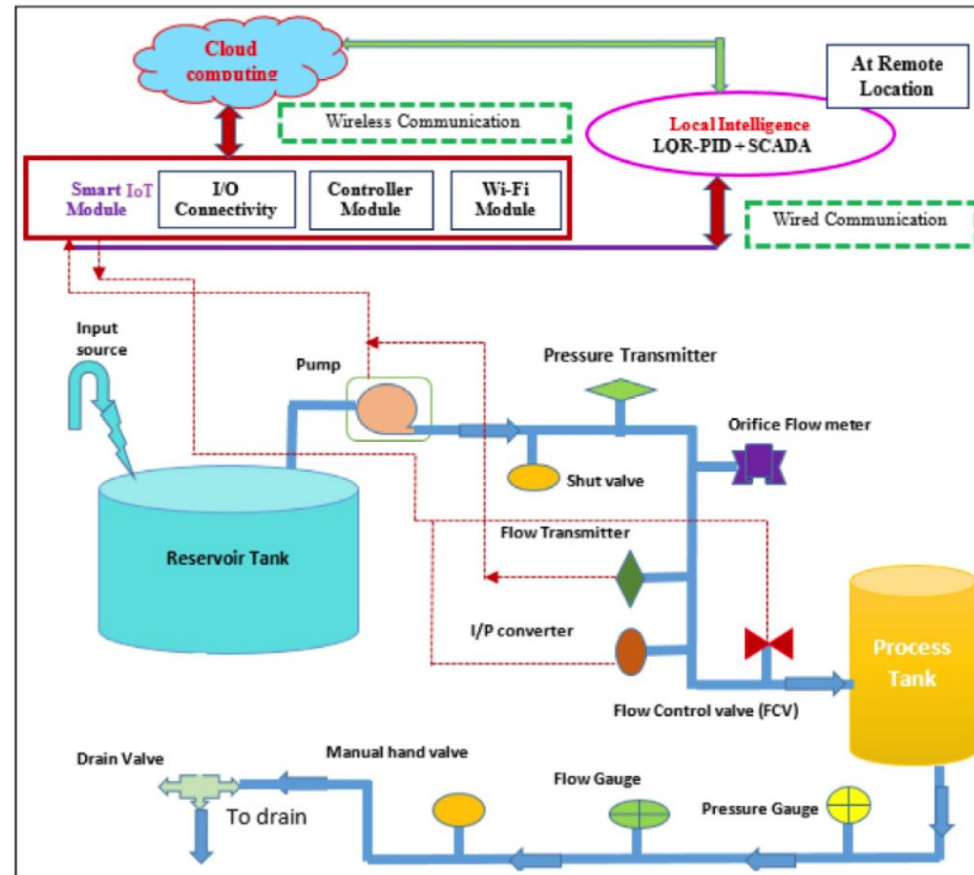 Cloud
computing
At Remote
Location
Wireless Communication
Local Intelligence
LQR-PID + SCADA
Smart IoT
Module
I/O
Connectivity
Controller
Module
Wi-Fi
Module
Wired Communication
Input
source
Pump
Pressure Transmitter
Orifice Flow meter
Shut valve
Reservoir Tank
Flow Transmitter
I/P converter
Process
Tank
Flow Control valve (FCV)
Drain Valve
Manual hand valve
Flow Gauge
Pressure Gauge
To drain